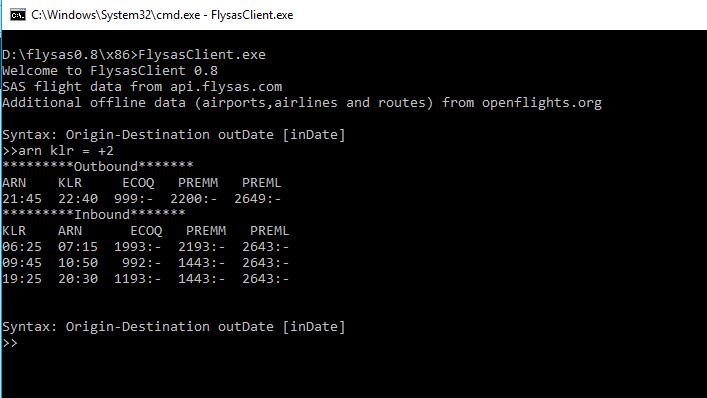 C:\Windows\System32\cmd.exe - FlysasClient.exe
D:\flysas0.8\x86>FlysasClient.exe
Welcome to FlysasClient 0.8
SAS flight data from api.flysas.com
Additional offline data (airports,airlines and routes) from openflights.org
Syntax: Origin-Destination outDate [inDate]
>>arn klr = +2
*********Outbound*******
ARN    KLR     ECOQ   PREMM   PREML
21:45  22:40  999:-  2200:-  2649:-
*********Inbound*******
KLR    ARN      ECOQ    PREMM   PREML
06:25  07:15  1993:-  2193:-  2643:-
09:45  10:50   992:-  1443:-  2643:-
19:25  20:30  1193:-  1443:-  2643:-
Syntax: Origin-Destination outDate [inDate]
>>